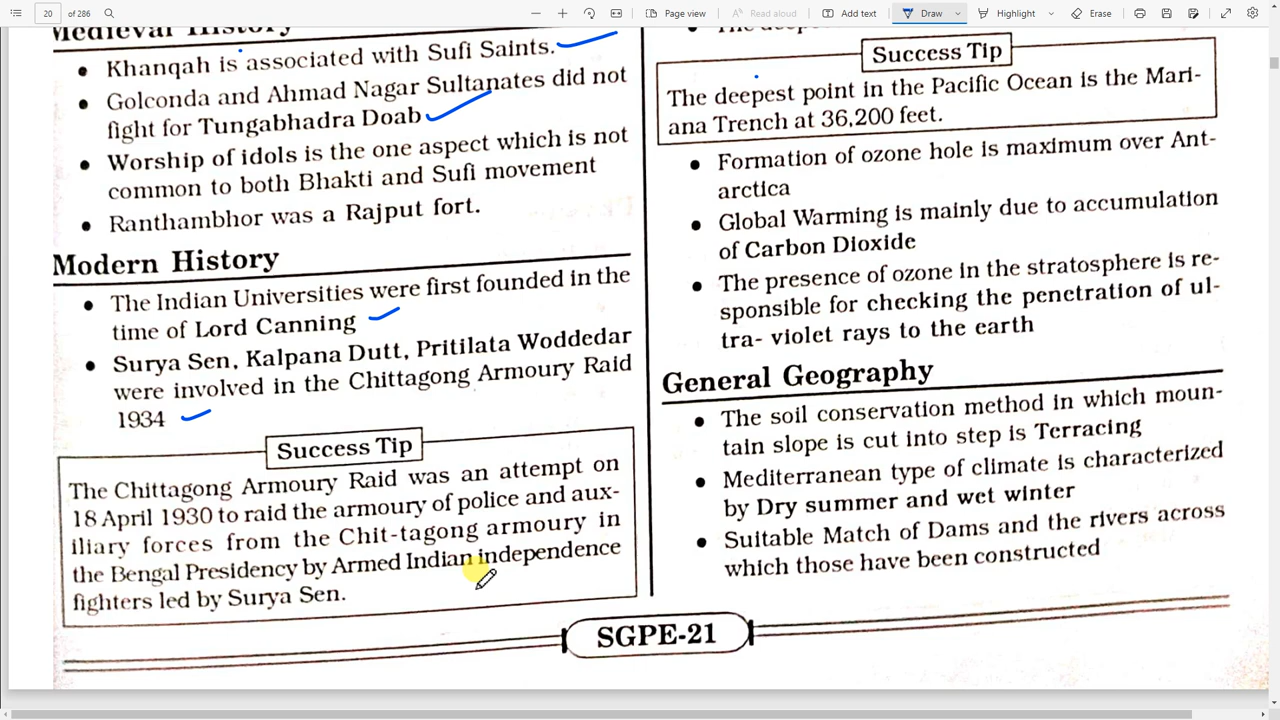 20 of 286
Page view
Read aloud
Add text
Draw
Highlight
Erase
Medieval History
• Khanqah is associated with Sufi Saints.
• Golconda and Ahmad Nagar Sultanates did not
fight for Tungabhadra Doab
• Worship of idols is the one aspect which is not
common to both Bhakti and Sufi movement
• Ranthambhor was a Rajput fort.
Modern History
• The Indian Universities were first founded in the
time of Lord Canning
• Surya Sen, Kalpana Dutt, Pritilata Woddedar
were involved in the Chittagong Armoury Raid
1934
Success Tip
The Chittagong Armoury Raid was an attempt on
18 April 1930 to raid the armoury of police and aux-
iliary forces from the Chit-tagong armoury in
the Bengal Presidency by Armed Indian independence
fighters led by Surya Sen.
Success Tip
The deepest point in the Pacific Ocean is the Mari-
ana Trench at 36,200 feet.
• Formation of ozone hole is maximum over Ant-
arctica
• Global Warming is mainly due to accumulation
of Carbon Dioxide
• The presence of ozone in the stratosphere is re-
sponsible for checking the penetration of ul-
tra- violet rays to the earth
General Geography
• The soil conservation method in which moun-
tain slope is cut into step is Terracing
• Mediterranean type of climate is characterized
by Dry summer and wet winter
• Suitable Match of Dams and the rivers across
which those have been constructed
SGPE-21